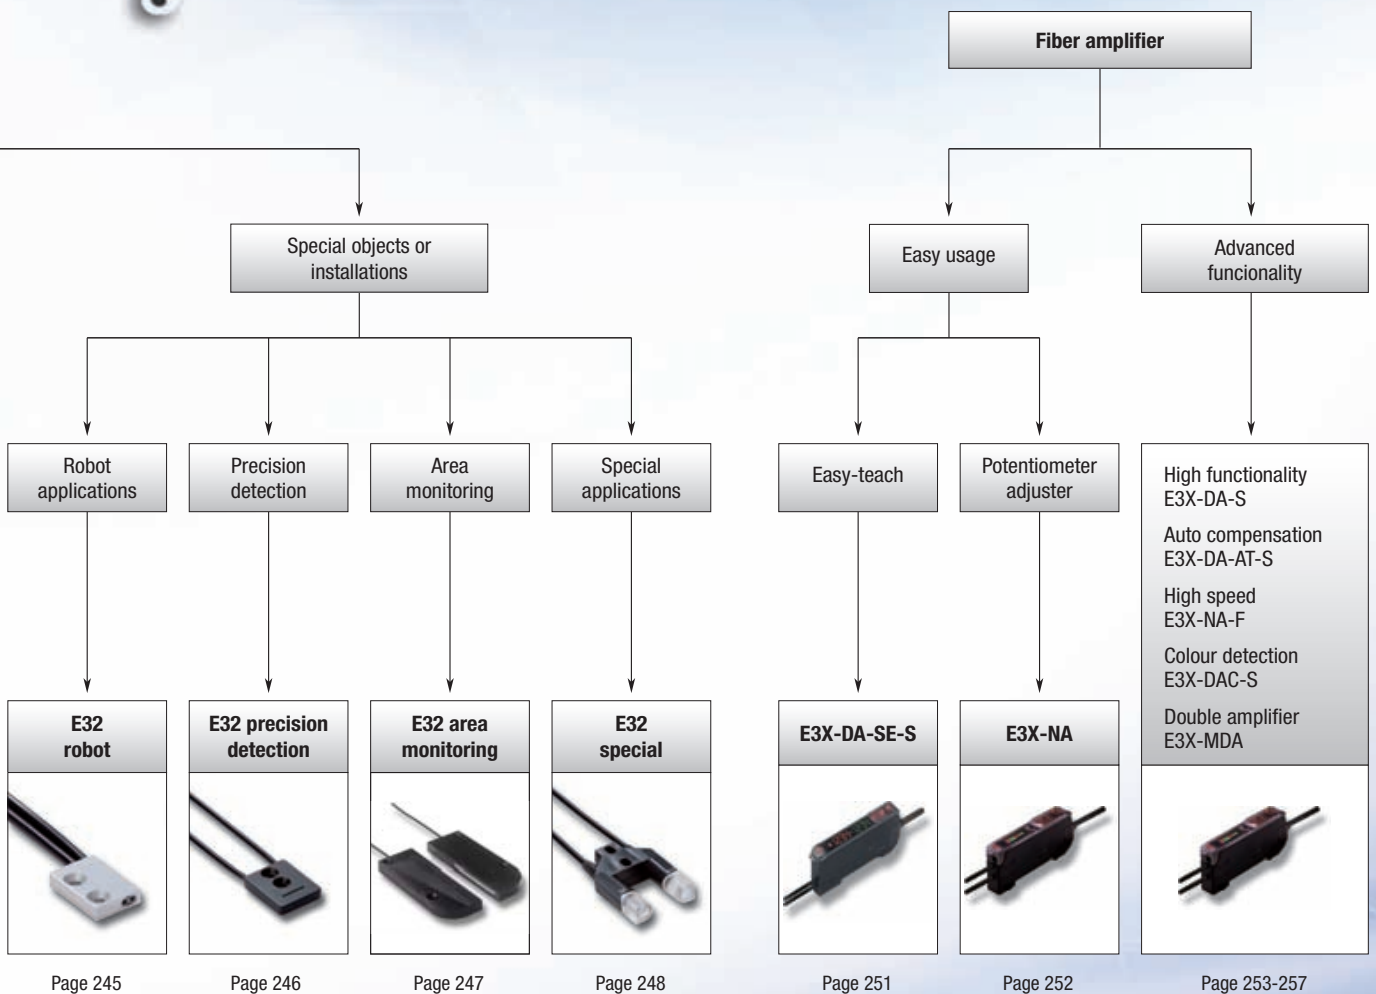 Fiber amplifier
Special objects or
installations
Easy usage
Advanced
funcionality
Robot
applications
Precision
detection
Area
monitoring
Special
applications
Easy-teach
Potentiometer
adjuster
High functionality
E3X-DA-S
Auto compensation
E3X-DA-AT-S
High speed
E3X-NA-F
Colour detection
E3X-DAC-S
Double amplifier
E3X-MDA
E32
robot
E32 precision
detection
E32 area
monitoring
E32
special
E3X-DA-SE-S
E3X-NA
Page 245
Page 246
Page 247
Page 248
Page 251
Page 252
Page 253-257